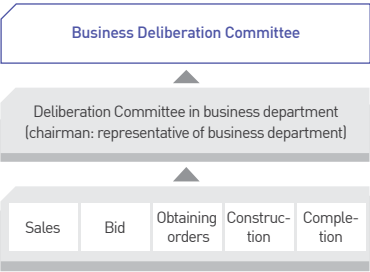 Business Deliberation Committee
Deliberation Committee in business department
(chairman: representative of business department)
Sales
Bid
Obtaining
orders
Construc-
tion
Comple-
tion